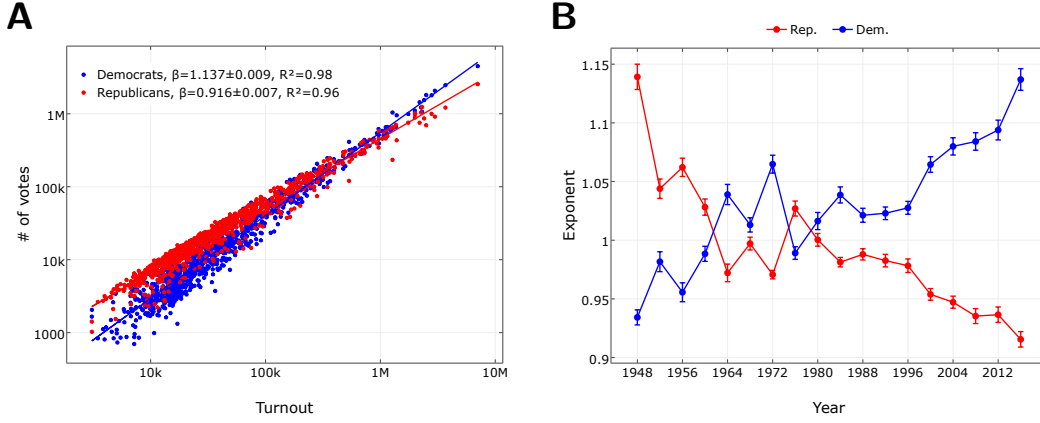 A
Democrats, β=1.137±0.009, R²=0.98
Republicans, β=0.916±0.007, R²=0.96
# of votes
1M
100k
10k
1000
10k 100k 1M 10M
Turnout
B
Rep. Dem.
Exponent
1.15
1.1
1.05
1
0.95
0.9
1948 1956 1964 1972 1980 1988 1996 2004 2012
Year